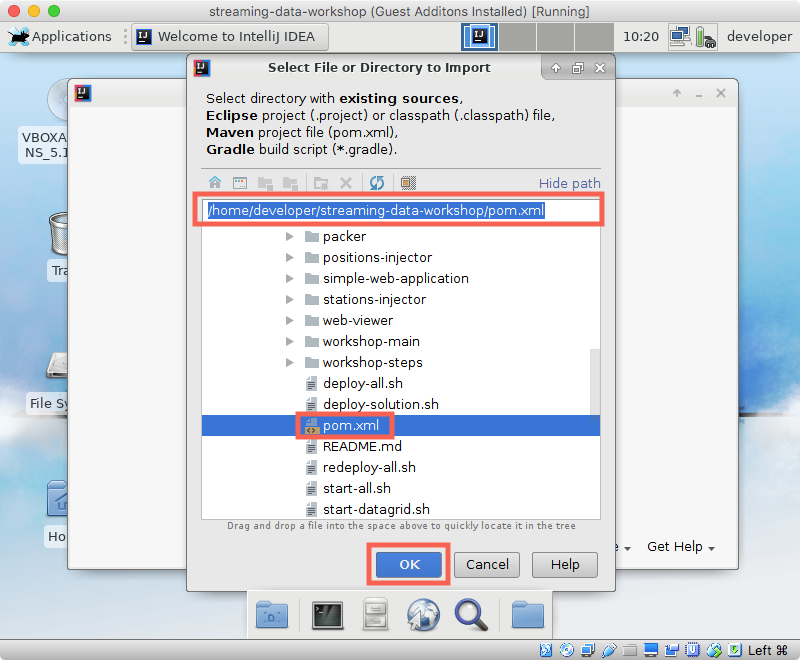 streaming-data-workshop (Guest Additons Installed) [Running]
Applications
Welcome to IntelliJ IDEA
10:20
developer
Select File or Directory to Import
Select directory with existing sources,
Eclipse project (.project) or classpath (.classpath) file,
Maven project file (pom.xml),
Gradle build script (*.gradle).
Hide path
/home/developer/streaming-data-workshop/pom.xml
packer
positions-injector
simple-web-application
stations-injector
web-viewer
workshop-main
workshop-steps
deploy-all.sh
deploy-solution.sh
pom.xml
README.md
redeploy-all.sh
start-all.sh
start-datagrid.sh
Drag and drop a file into the space above to quickly locate it in the tree
OK
Cancel
Help
Get Help
VBOXA
NS_5.1
Tra
File Sy
Ho
Left ⌘